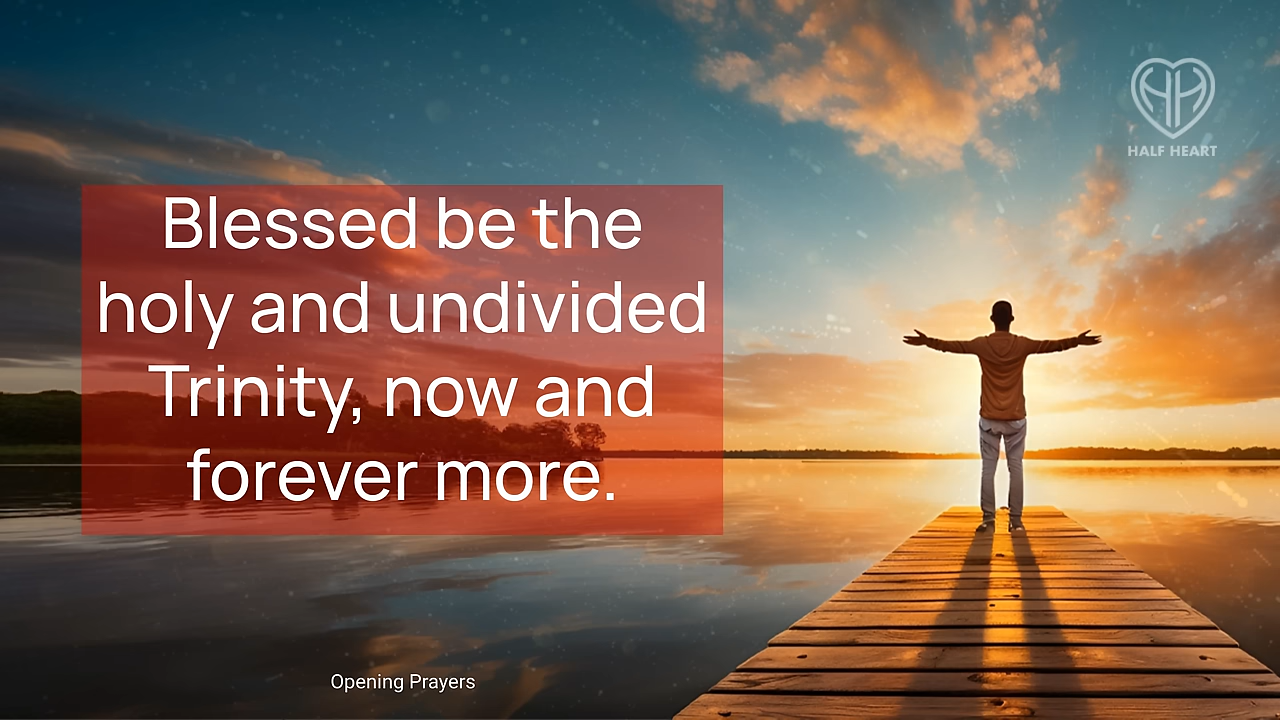 HALF HEART
Blessed be the
holy and undivided
Trinity, now and
forever more.
Opening Prayers